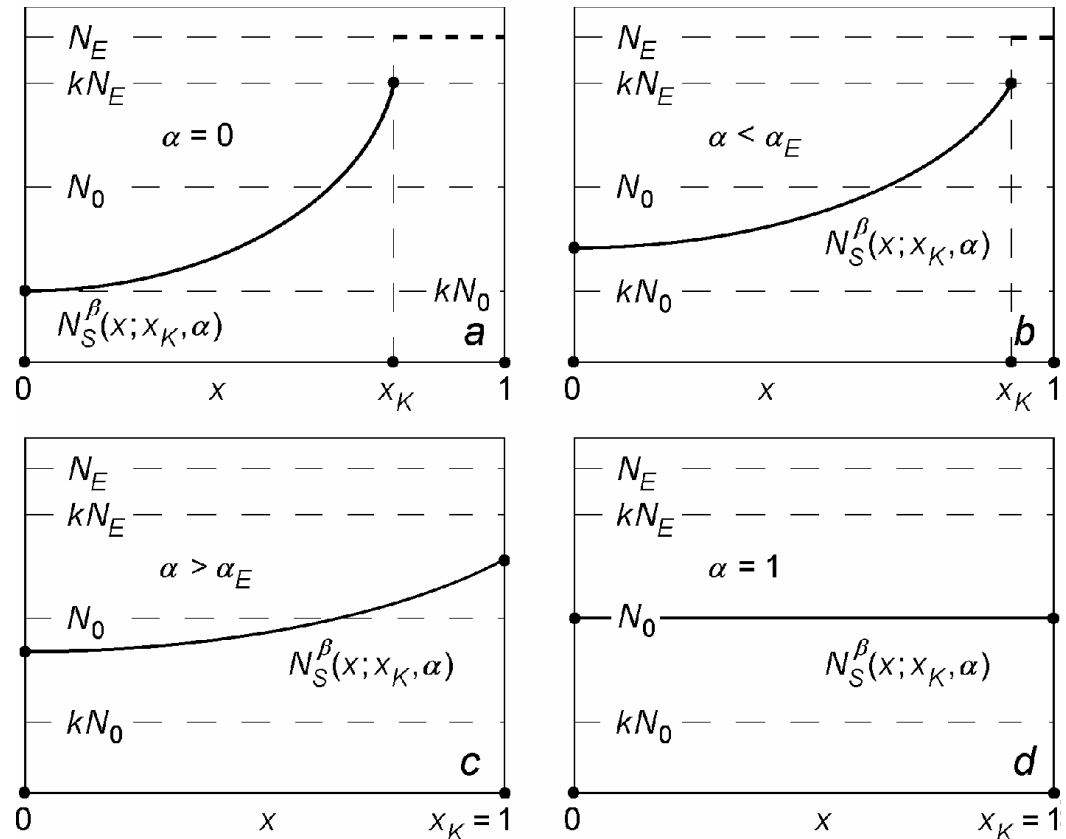 N_E
kN_E
α = 0
N_0
kN_0
N_S^β(x; x_K, α)
a
0 x x_K 1
N_E
kN_E
α < α_E
N_0
N_S^β(x; x_K, α)
kN_0
b
0 x x_K 1
N_E
kN_E
α > α_E
N_0
N_S^β(x; x_K, α)
kN_0
c
0 x x_K = 1
N_E
kN_E
α = 1
N_0
N_S^β(x; x_K, α)
kN_0
d
0 x x_K = 1